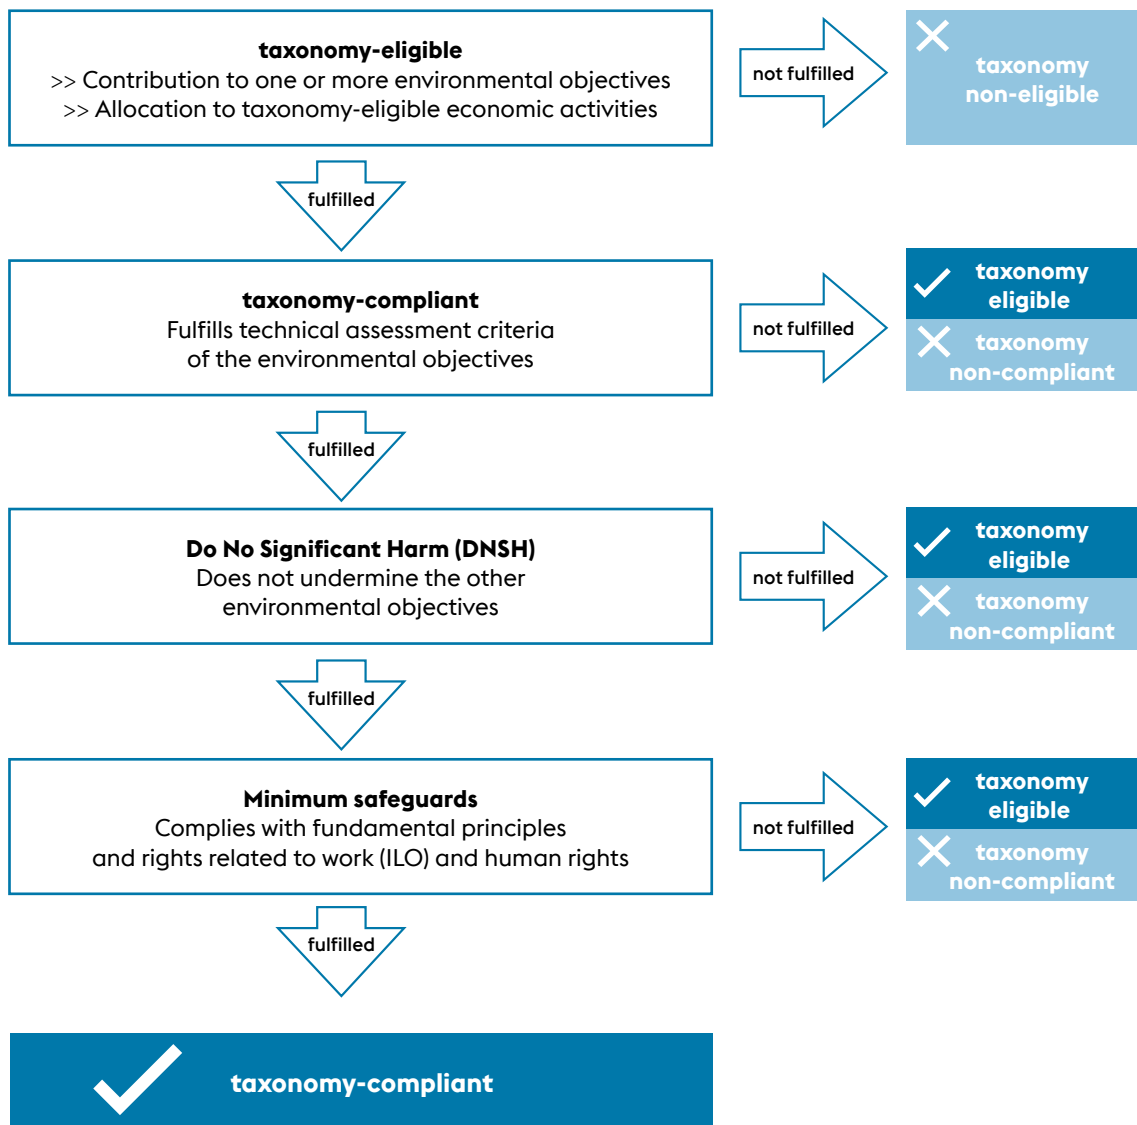 taxonomy-eligible
>> Contribution to one or more environmental objectives
>> Allocation to taxonomy-eligible economic activities
not fulfilled
taxonomy
non-eligible
fulfilled
taxonomy-compliant
Fulfills technical assessment criteria
of the environmental objectives
not fulfilled
taxonomy
eligible
taxonomy
non-compliant
fulfilled
Do No Significant Harm (DNSH)
Does not undermine the other
environmental objectives
not fulfilled
taxonomy
eligible
taxonomy
non-compliant
fulfilled
Minimum safeguards
Complies with fundamental principles
and rights related to work (ILO) and human rights
not fulfilled
taxonomy
eligible
taxonomy
non-compliant
fulfilled
taxonomy-compliant